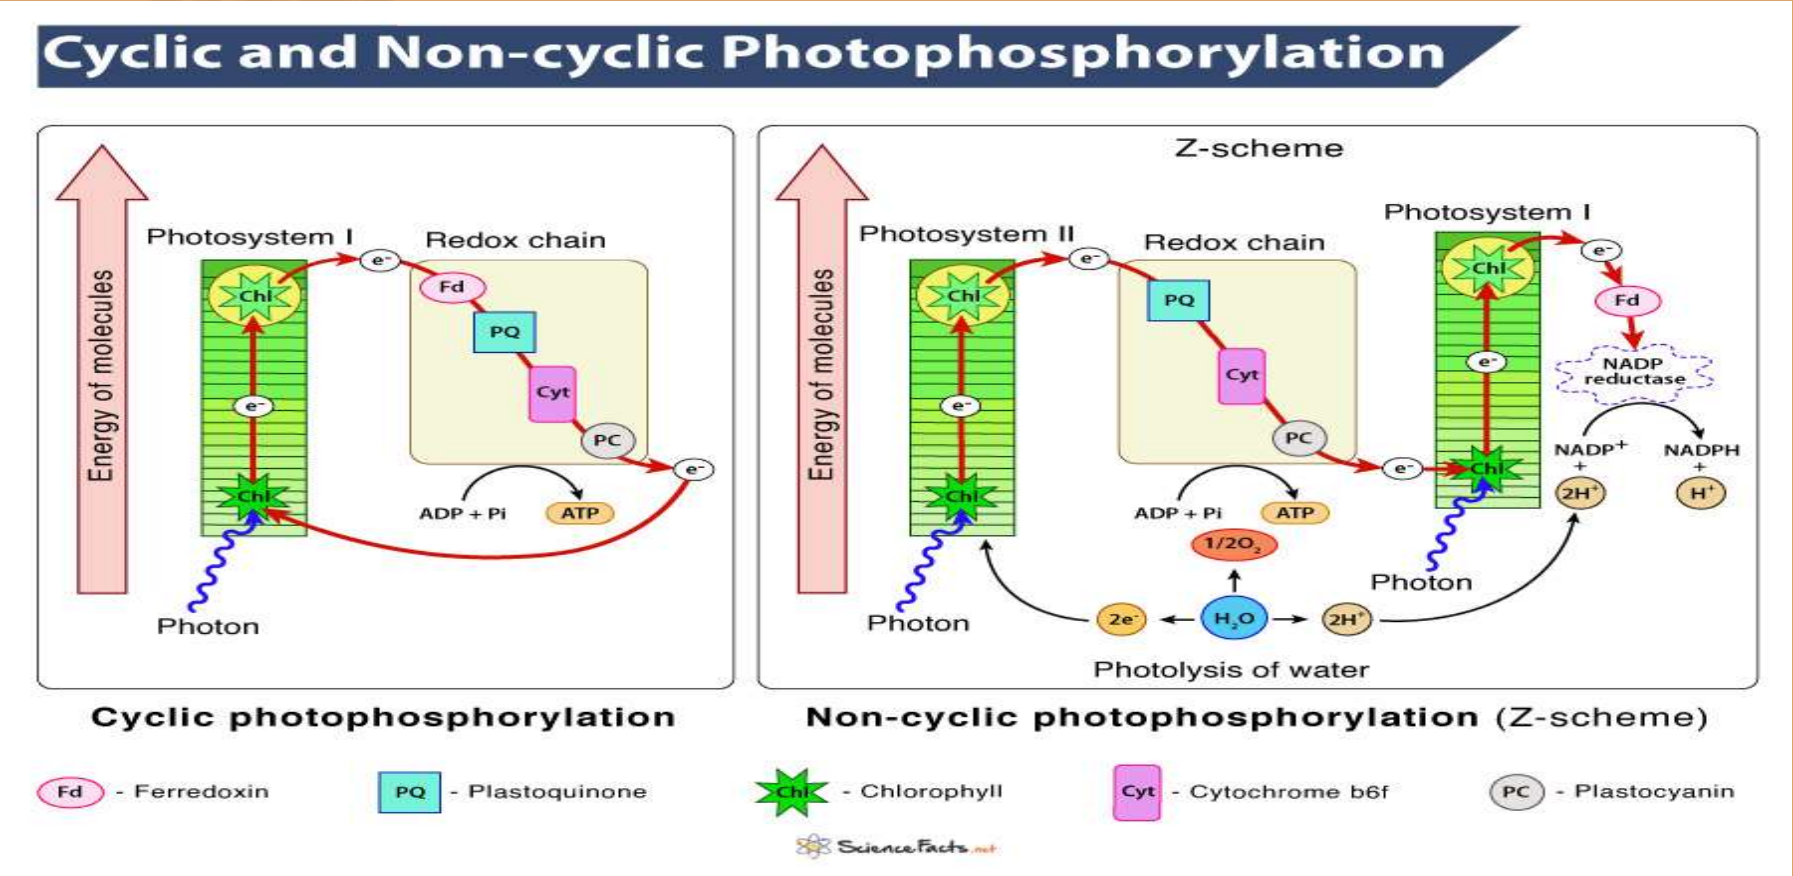 Cyclic and Non-cyclic Photophosphorylation
Energy of molecules
Photosystem I
Redox chain
Chl
e⁻
Fd
PQ
Cyt
PC
e⁻
e⁻
Chl
ADP + Pi
ATP
Photon
Z-scheme
Energy of molecules
Photosystem II
Redox chain
Photosystem I
Chl
e⁻
PQ
Cyt
PC
e⁻
e⁻
Chl
ADP + Pi
ATP
Chl
e⁻
Fd
e⁻
NADP
reductase
Chl
NADP⁺
+
2H⁺
NADPH
+
H⁺
1/2O₂
Photon
Photon
2e⁻
H₂O
2H⁺
Photolysis of water
Cyclic photophosphorylation
Non-cyclic photophosphorylation (Z-scheme)
Fd - Ferredoxin
PQ - Plastoquinone
Chl - Chlorophyll
Cyt - Cytochrome b6f
PC - Plastocyanin
ScienceFacts.net